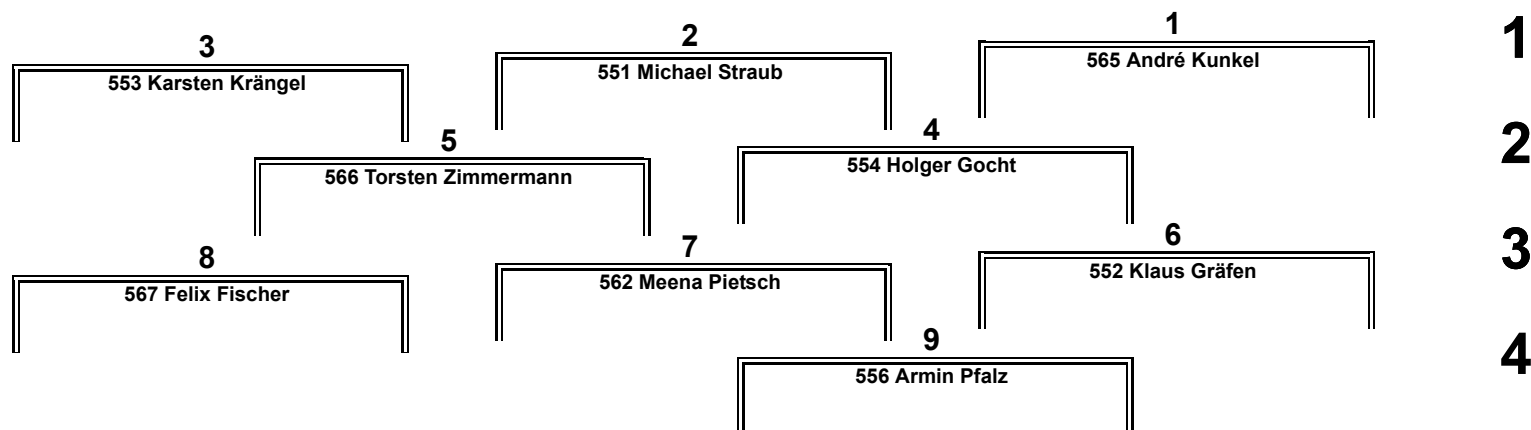 3 2 1 1
553 Karsten Krängel 551 Michael Straub 565 André Kunkel
5 4 2
566 Torsten Zimmermann 554 Holger Gocht
8 7 6 3
567 Felix Fischer 562 Meena Pietsch 552 Klaus Gräfen
9 4
556 Armin Pfalz